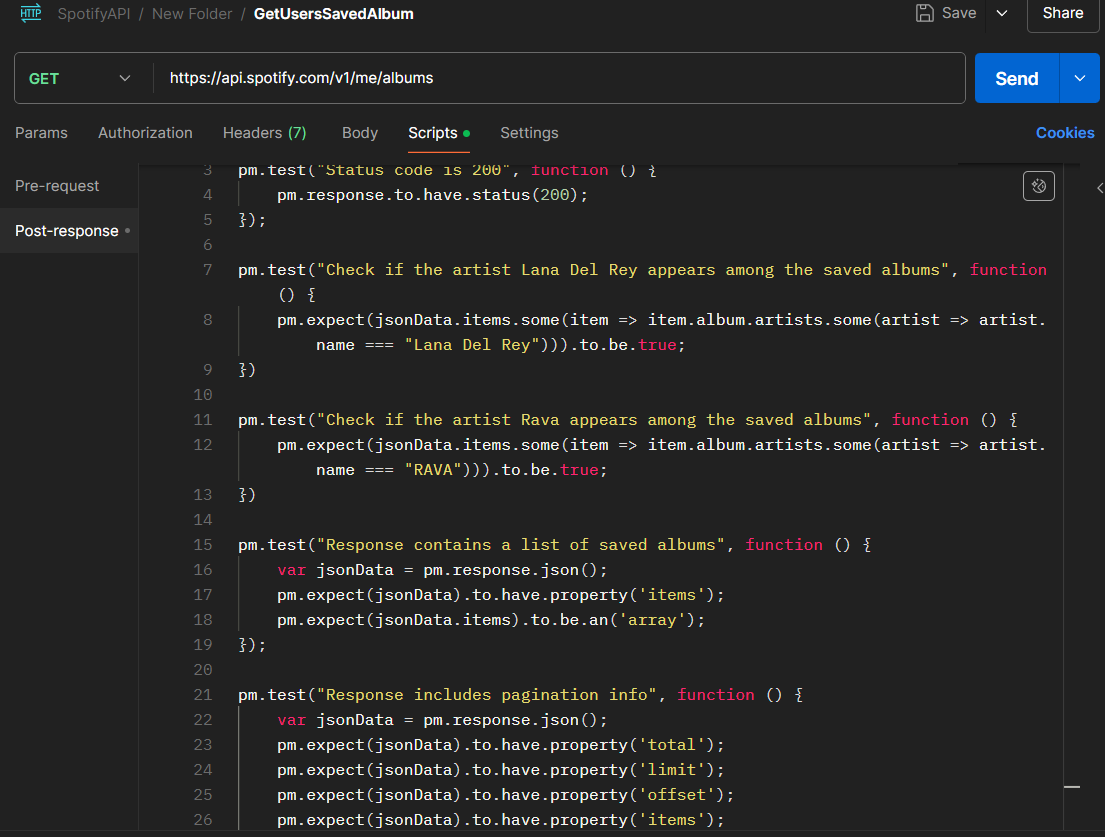 HTTP SpotifyAPI / New Folder / GetUsersSavedAlbum Save Share
GET https://api.spotify.com/v1/me/albums Send
Params Authorization Headers (7) Body Scripts Settings Cookies
Pre-request
Post-response
3 pm.test("Status code is 200", function () {
4 pm.response.to.have.status(200);
5 });
6
7 pm.test("Check if the artist Lana Del Rey appears among the saved albums", function
() {
8 pm.expect(jsonData.items.some(item => item.album.artists.some(artist => artist.
name === "Lana Del Rey"))).to.be.true;
9 })
10
11 pm.test("Check if the artist Rava appears among the saved albums", function () {
12 pm.expect(jsonData.items.some(item => item.album.artists.some(artist => artist.
name === "RAVA"))).to.be.true;
13 })
14
15 pm.test("Response contains a list of saved albums", function () {
16 var jsonData = pm.response.json();
17 pm.expect(jsonData).to.have.property('items');
18 pm.expect(jsonData.items).to.be.an('array');
19 });
20
21 pm.test("Response includes pagination info", function () {
22 var jsonData = pm.response.json();
23 pm.expect(jsonData).to.have.property('total');
24 pm.expect(jsonData).to.have.property('limit');
25 pm.expect(jsonData).to.have.property('offset');
26 pm.expect(jsonData).to.have.property('items');